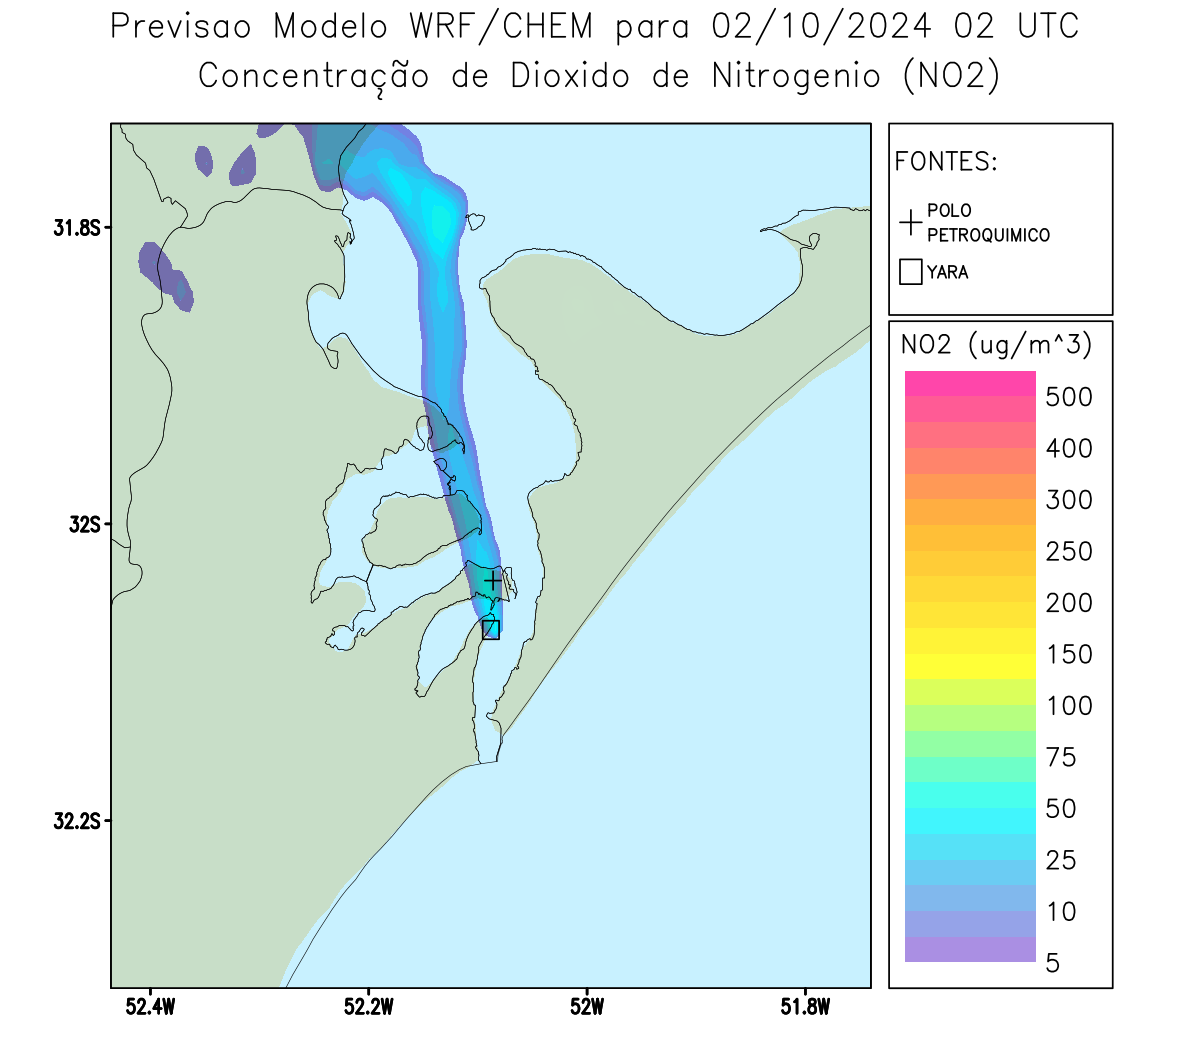 Previsao Modelo WRF/CHEM para 02/10/2024 02 UTC
Concentração de Dioxido de Nitrogenio (NO2)
FONTES:
POLO
PETROQUIMICO
YARA
NO2 (ug/m^3)
500
400
300
250
200
150
100
75
50
25
10
5
31.8S
32S
32.2S
52.4W
52.2W
52W
51.8W